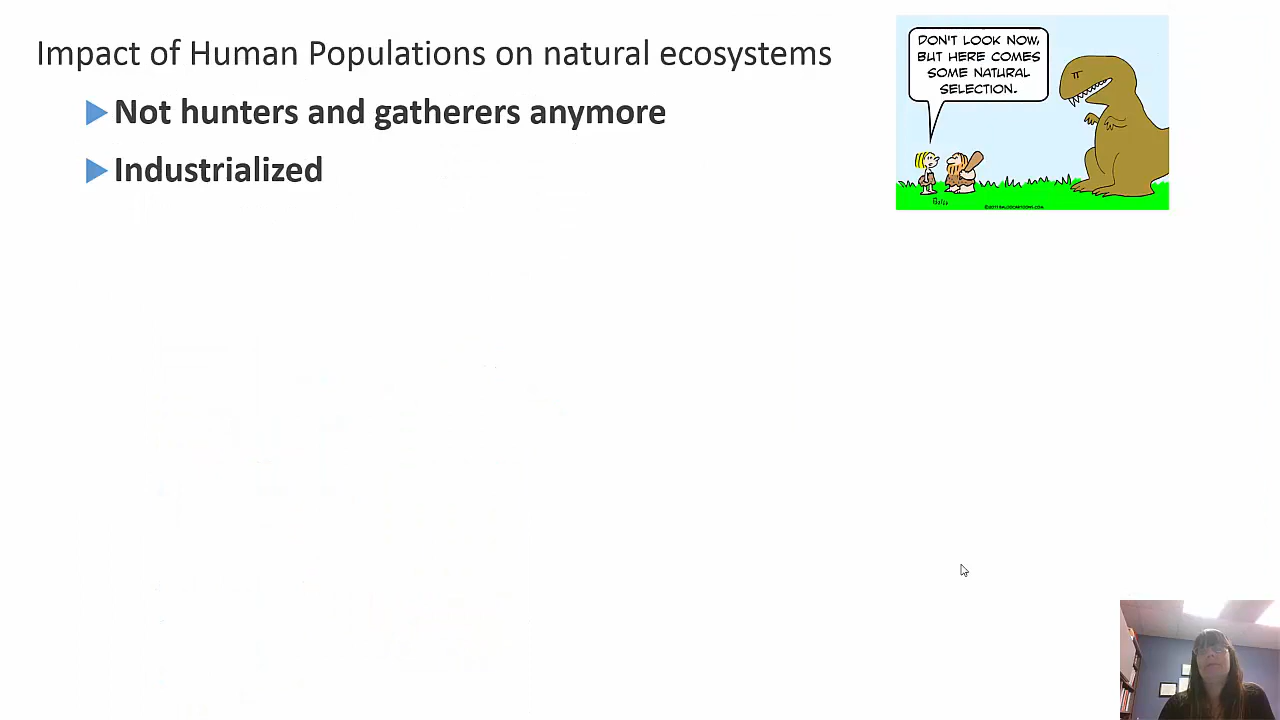 Impact of Human Populations on natural ecosystems
Not hunters and gatherers anymore
Industrialized
DON'T LOOK NOW,
BUT HERE COMES
SOME NATURAL
SELECTION.